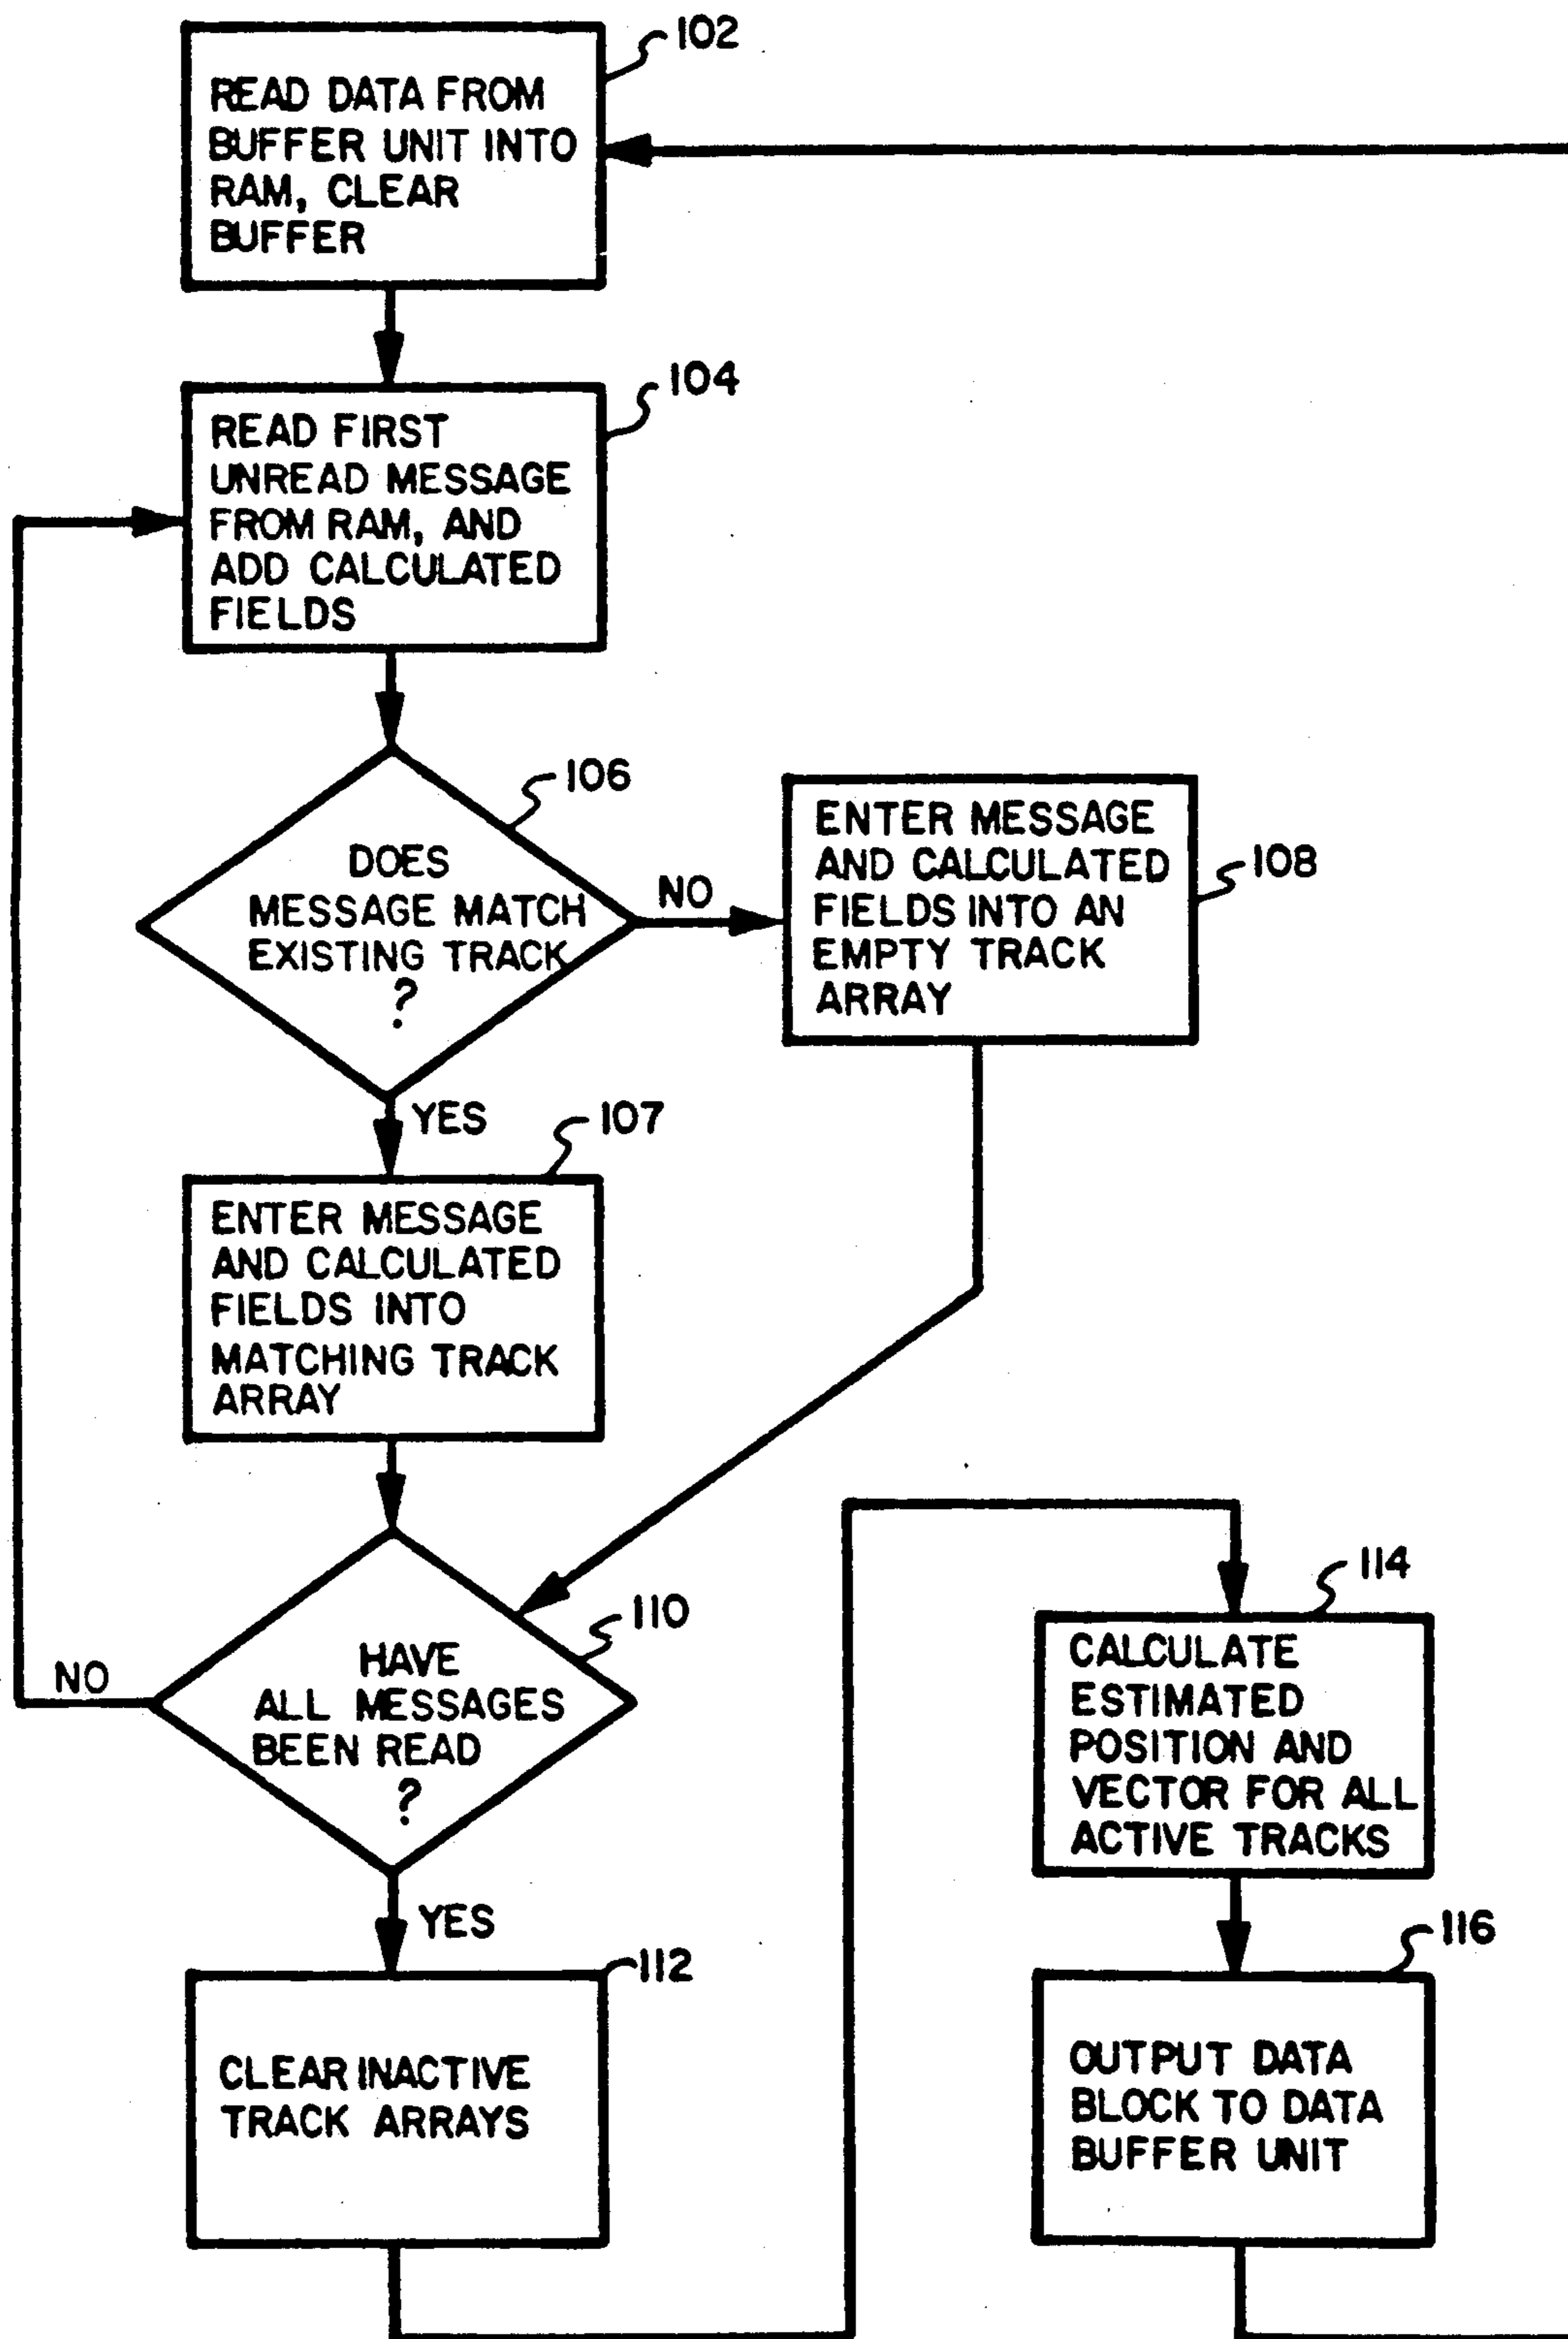 102
READ DATA FROM
BUFFER UNIT INTO
RAM, CLEAR
BUFFER
104
READ FIRST
UNREAD MESSAGE
FROM RAM, AND
ADD CALCULATED
FIELDS
106
DOES
MESSAGE MATCH
EXISTING TRACK
?
NO
ENTER MESSAGE
AND CALCULATED
FIELDS INTO AN
EMPTY TRACK
ARRAY
108
YES
107
ENTER MESSAGE
AND CALCULATED
FIELDS INTO
MATCHING TRACK
ARRAY
110
HAVE
ALL MESSAGES
BEEN READ
?
NO
YES
112
CLEAR INACTIVE
TRACK ARRAYS
114
CALCULATE
ESTIMATED
POSITION AND
VECTOR FOR ALL
ACTIVE TRACKS
116
OUTPUT DATA
BLOCK TO DATA
BUFFER UNIT